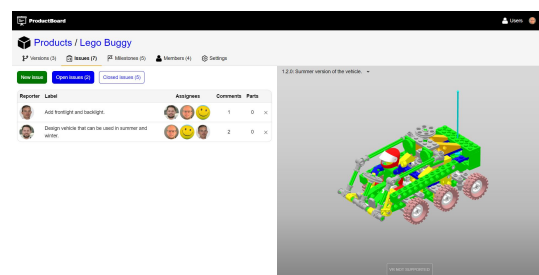 ProductBoard
Users
Products / Lego Buggy
Versions (3) Issues (7) Milestones (5) Members (4) Settings
New issue Open issues (2) Closed issues (5)
1.2.0: Summer version of the vehicle.
Reporter Label Assignees Comments Parts
Add frontlight and backlight. 1 0 ×
Design vehicle that can be used in summer and
winter. 2 0 ×